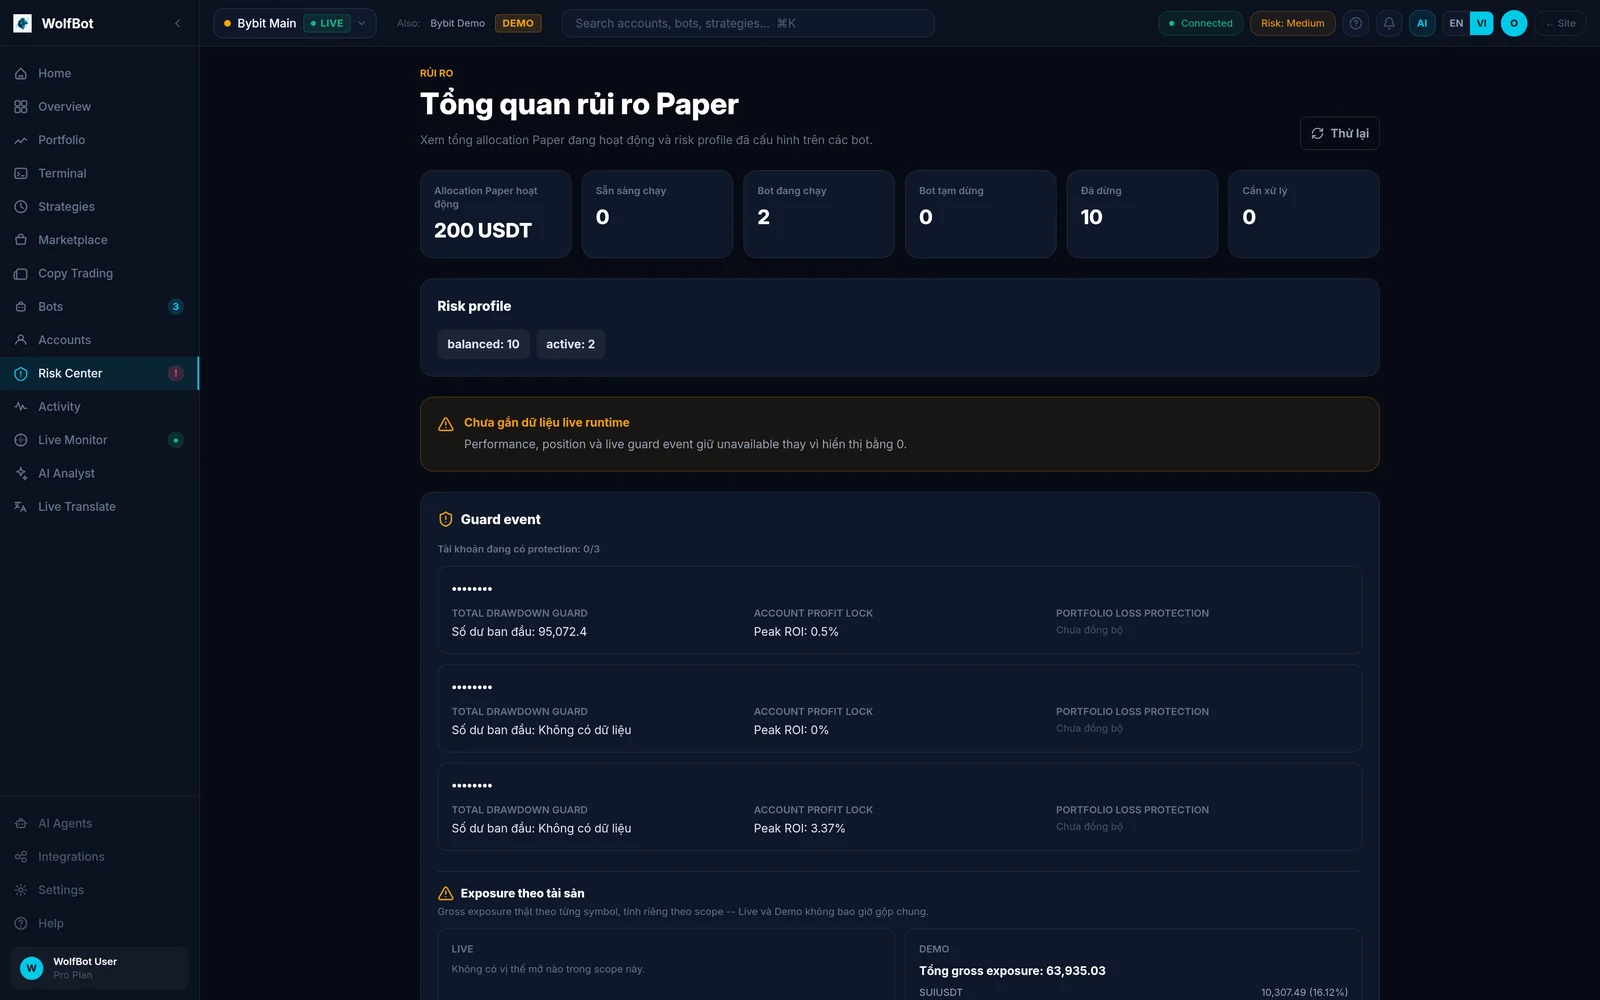 WolfBot
Bybit Main
LIVE
Also:
Bybit Demo
DEMO
Search accounts, bots, strategies... ⌘K
Connected
Risk: Medium
AI
EN
VI
O
← Site
Home
Overview
Portfolio
Terminal
Strategies
Marketplace
Copy Trading
Bots
3
Accounts
Risk Center
!
Activity
Live Monitor
AI Analyst
Live Translate
AI Agents
Integrations
Settings
Help
W
WolfBot User
Pro Plan
RỦI RO
Tổng quan rủi ro Paper
Xem tổng allocation Paper đang hoạt động và risk profile đã cấu hình trên các bot.
Thử lại
Allocation Paper hoạt
động
200 USDT
Sẵn sàng chạy
0
Bot đang chạy
2
Bot tạm dừng
0
Đã dừng
10
Cần xử lý
0
Risk profile
balanced: 10
active: 2
Chưa gắn dữ liệu live runtime
Performance, position và live guard event giữ unavailable thay vì hiển thị bằng 0.
Guard event
Tài khoản đang có protection: 0/3
••••••••
TOTAL DRAWDOWN GUARD
Số dư ban đầu: 95,072.4
ACCOUNT PROFIT LOCK
Peak ROI: 0.5%
PORTFOLIO LOSS PROTECTION
Chưa đồng bộ
••••••••
TOTAL DRAWDOWN GUARD
Số dư ban đầu: Không có dữ liệu
ACCOUNT PROFIT LOCK
Peak ROI: 0%
PORTFOLIO LOSS PROTECTION
Chưa đồng bộ
••••••••
TOTAL DRAWDOWN GUARD
Số dư ban đầu: Không có dữ liệu
ACCOUNT PROFIT LOCK
Peak ROI: 3.37%
PORTFOLIO LOSS PROTECTION
Chưa đồng bộ
Exposure theo tài sản
Gross exposure thật theo từng symbol, tính riêng theo scope -- Live và Demo không bao giờ gộp chung.
LIVE
Không có vị thế mở nào trong scope này.
DEMO
Tổng gross exposure: 63,935.03
SUIUSDT
10,307.49 (16.12%)